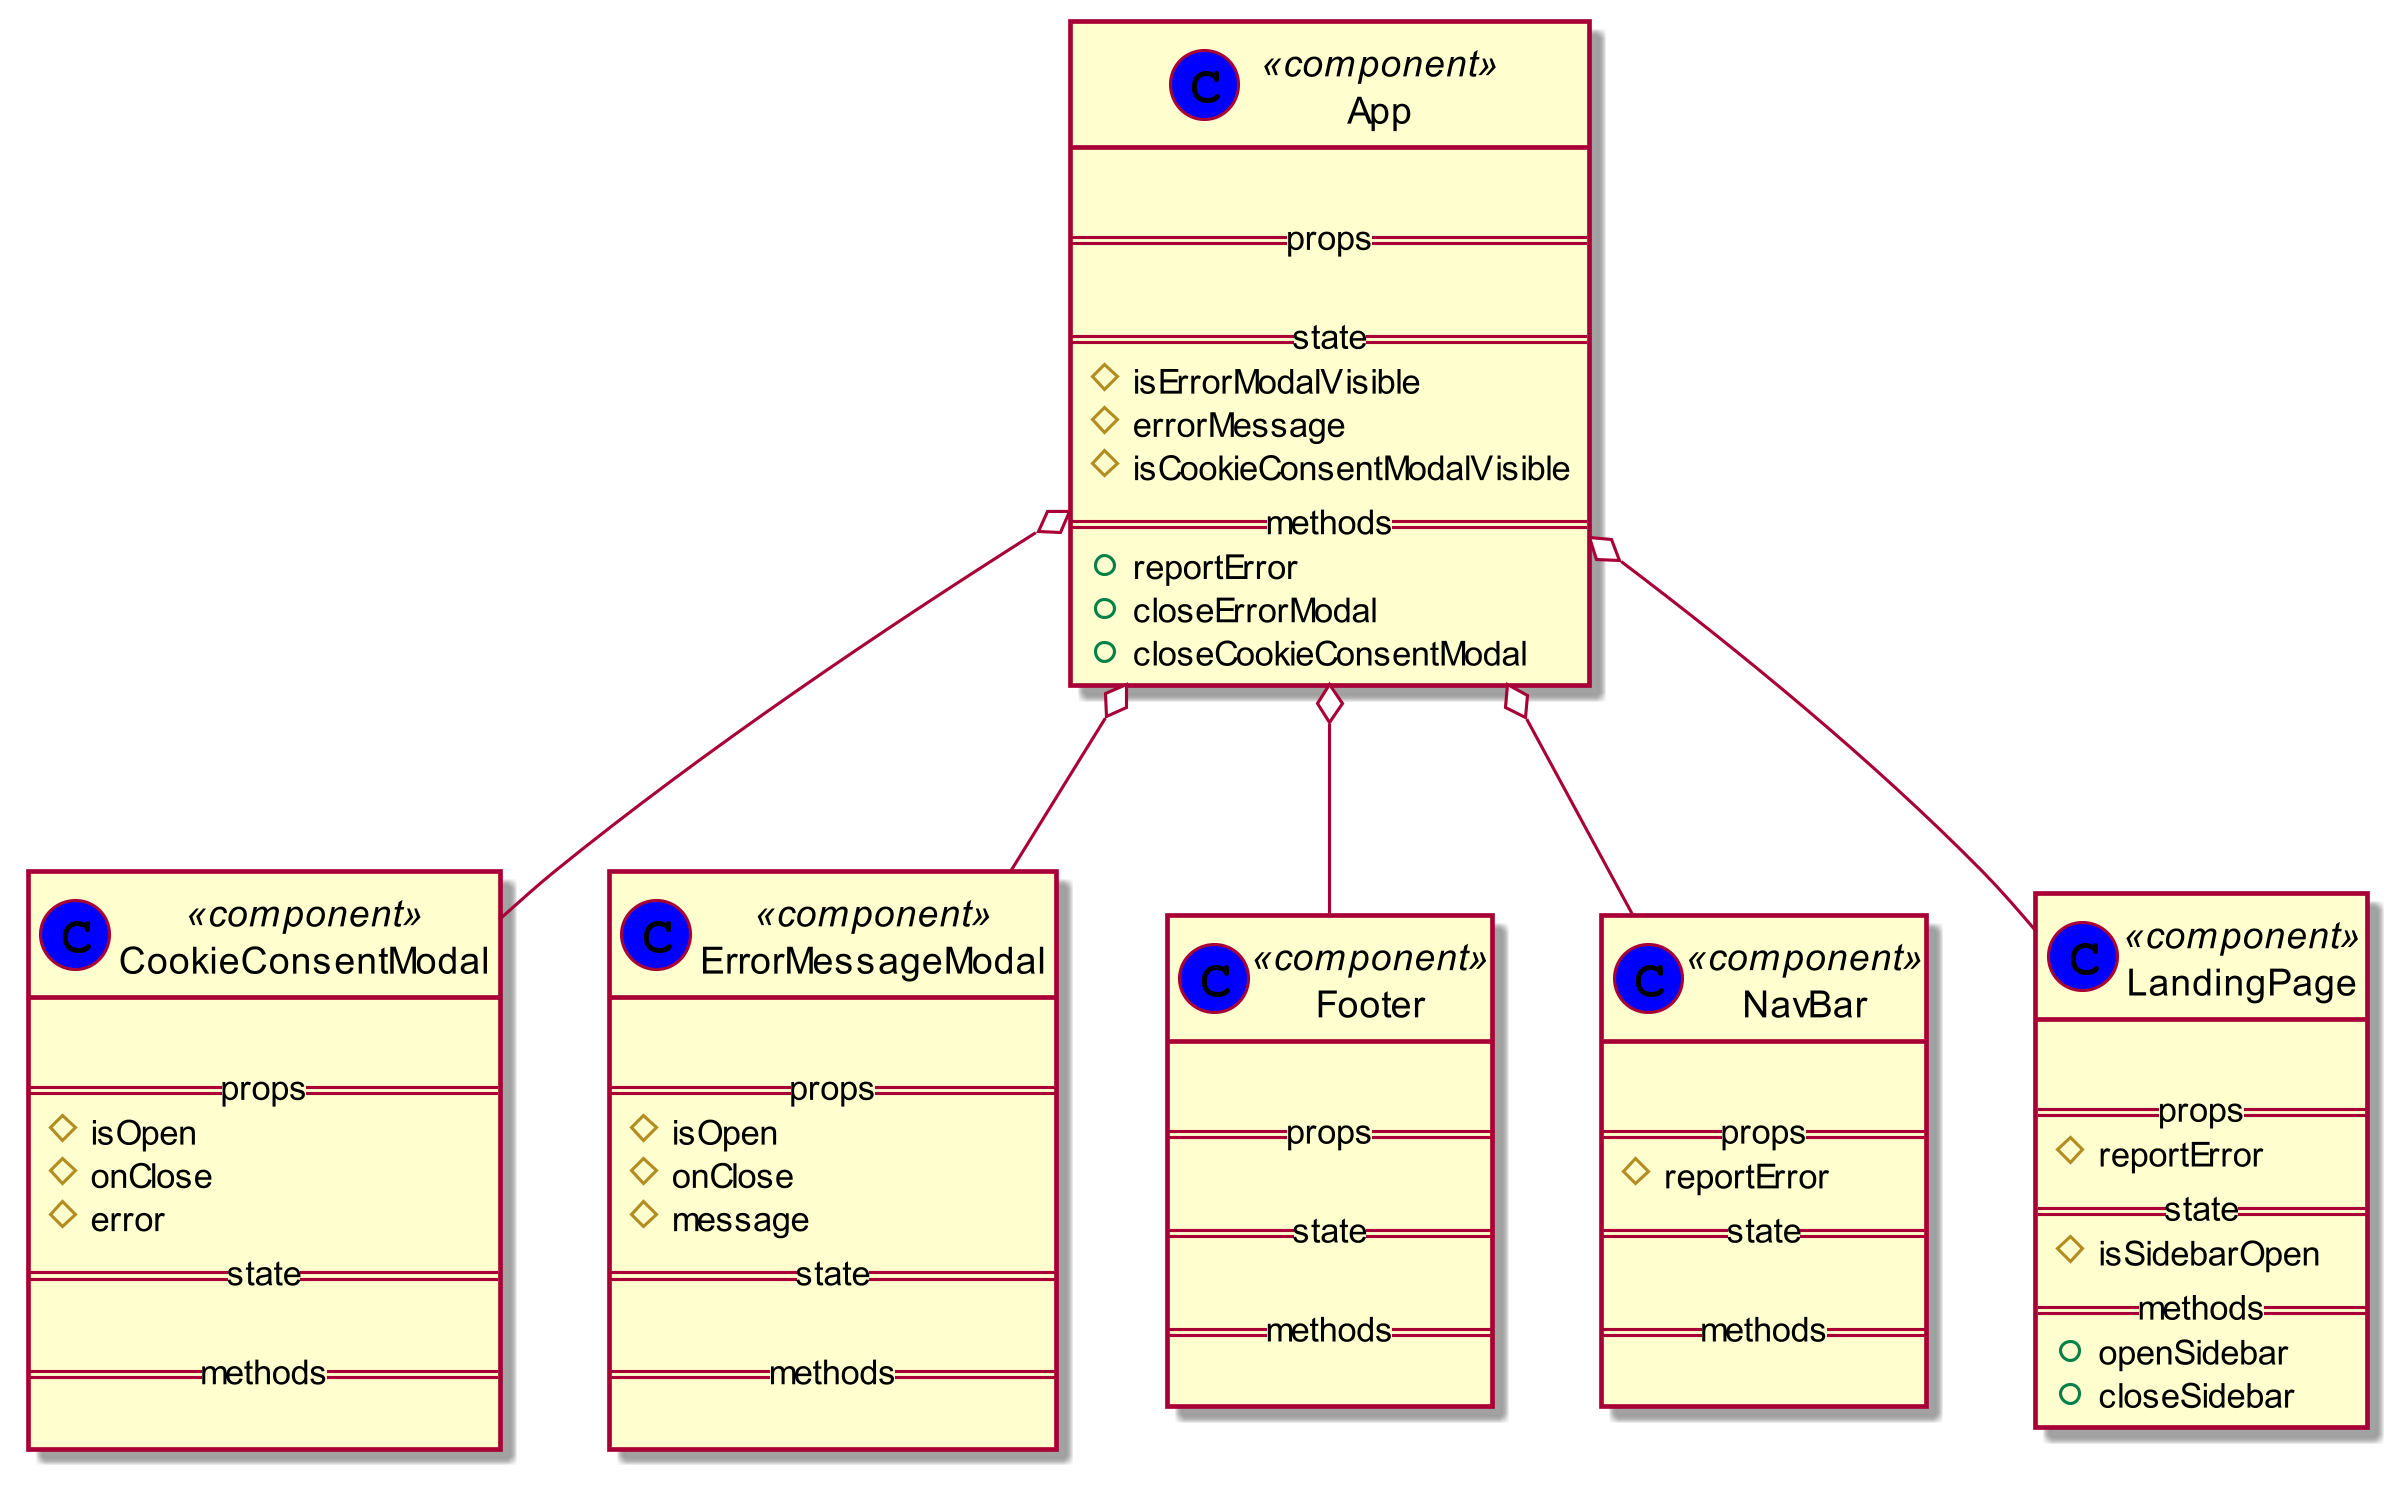 C
«component»
App
props
state
isErrorModalVisible
errorMessage
isCookieConsentModalVisible
methods
reportError
closeErrorModal
closeCookieConsentModal
C
«component»
CookieConsentModal
props
isOpen
onClose
error
state
methods
C
«component»
ErrorMessageModal
props
isOpen
onClose
message
state
methods
C
«component»
Footer
props
state
methods
C
«component»
NavBar
props
reportError
state
methods
C
«component»
LandingPage
props
reportError
state
isSidebarOpen
methods
openSidebar
closeSidebar